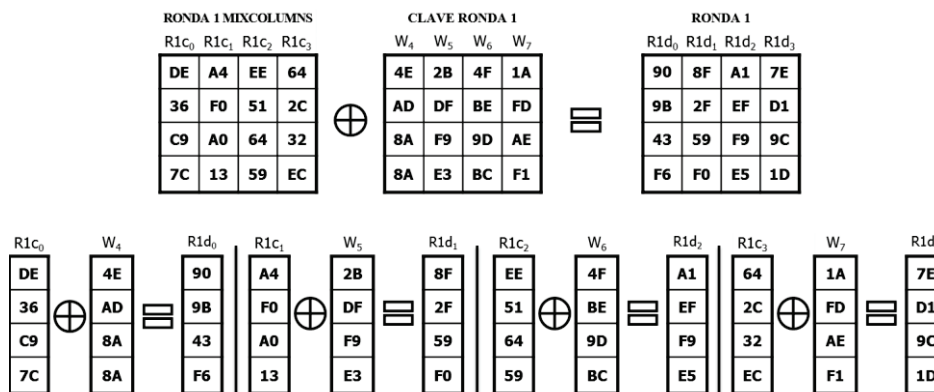 RONDA 1 MIXCOLUMNS CLAVE RONDA 1 RONDA 1
R1c₀ R1c₁ R1c₂ R1c₃ W₄ W₅ W₆ W₇ R1d₀ R1d₁ R1d₂ R1d₃
DE A4 EE 64 4E 2B 4F 1A 90 8F A1 7E
36 F0 51 2C AD DF BE FD 9B 2F EF D1
C9 A0 64 32 8A F9 9D AE 43 59 F9 9C
7C 13 59 EC 8A E3 BC F1 F6 F0 E5 1D
R1c₀ W₄ R1d₀ R1c₁ W₅ R1d₁ R1c₂ W₆ R1d₂ R1c₃ W₇ R1d
DE 4E 90 A4 2B 8F EE 4F A1 64 1A 7E
36 AD 9B F0 DF 2F 51 BE EF 2C FD D1
C9 8A 43 A0 F9 59 64 9D F9 32 AE 9C
7C 8A F6 13 E3 F0 59 BC E5 EC F1 1D